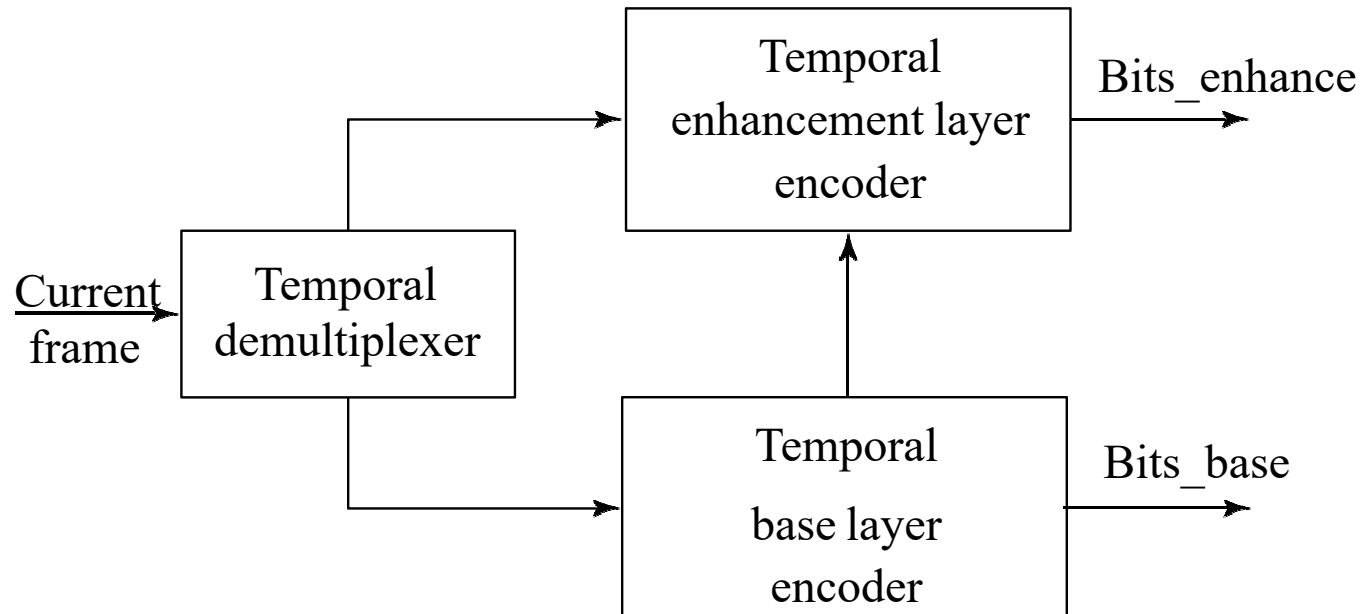 Temporal
enhancement layer
encoder
Bits_enhance
Current
frame
Temporal
demultiplexer
Temporal
base layer
encoder
Bits_base